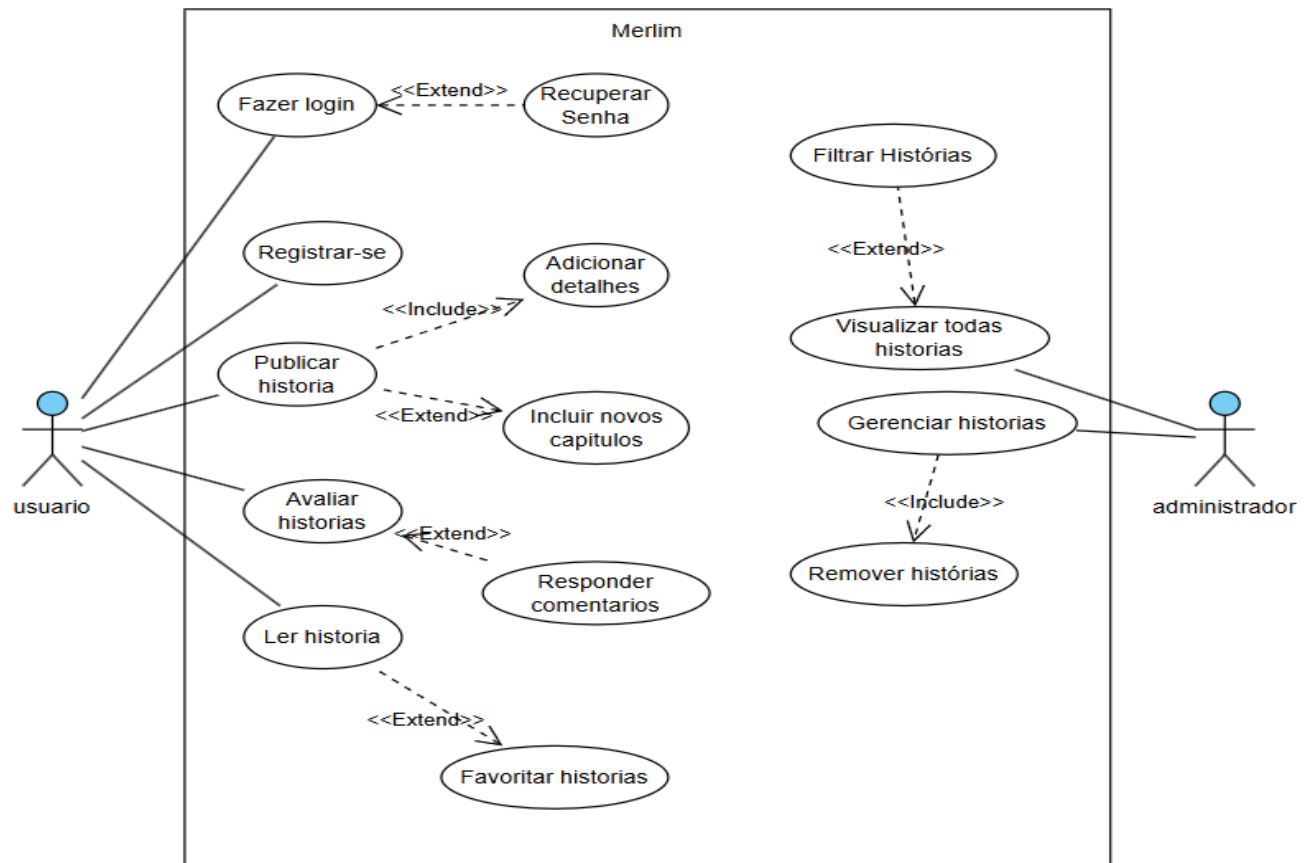 Merlim
Fazer login
<<Extend>>
Recuperar
Senha
Filtrar Histórias
<<Extend>>
Registrar-se
Adicionar
detalhes
<<Include>>
Visualizar todas
historias
Publicar
historia
<<Extend>>
Incluir novos
capitulos
Gerenciar historias
usuario
administrador
Avaliar
historias
<<Extend>>
<<Include>>
Responder
comentarios
Remover histórias
Ler historia
<<Extend>>
Favoritar historias